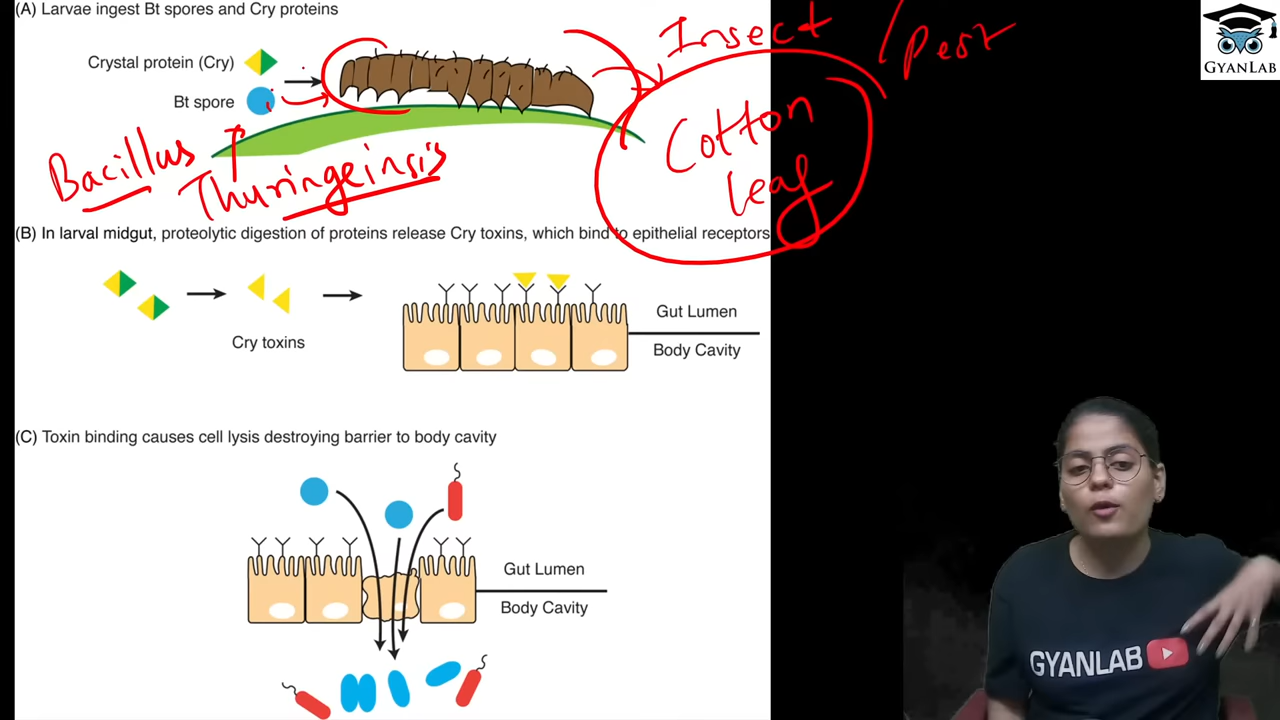 (A) Larvae ingest Bt spores and Cry proteins
Insect / Pest
GYANLAB
Crystal protein (Cry)
Bt spore
Cotton
leaf
Bacillus
Thuringeinsis
(B) In larval midgut, proteolytic digestion of proteins release Cry toxins, which bind to epithelial receptors
Cry toxins
Gut Lumen
Body Cavity
(C) Toxin binding causes cell lysis destroying barrier to body cavity
Gut Lumen
Body Cavity
GYANLAB